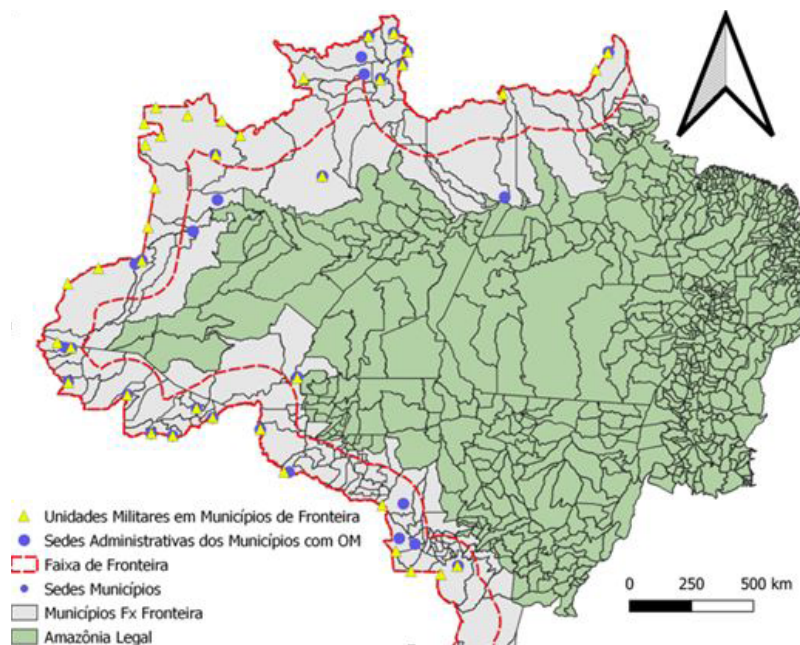 Unidades Militares em Municípios de Fronteira
Sedes Administrativas dos Municípios com OM
Faixa de Fronteira
Sedes Municípios
Municípios Fx Fronteira
Amazônia Legal
0 250 500 km